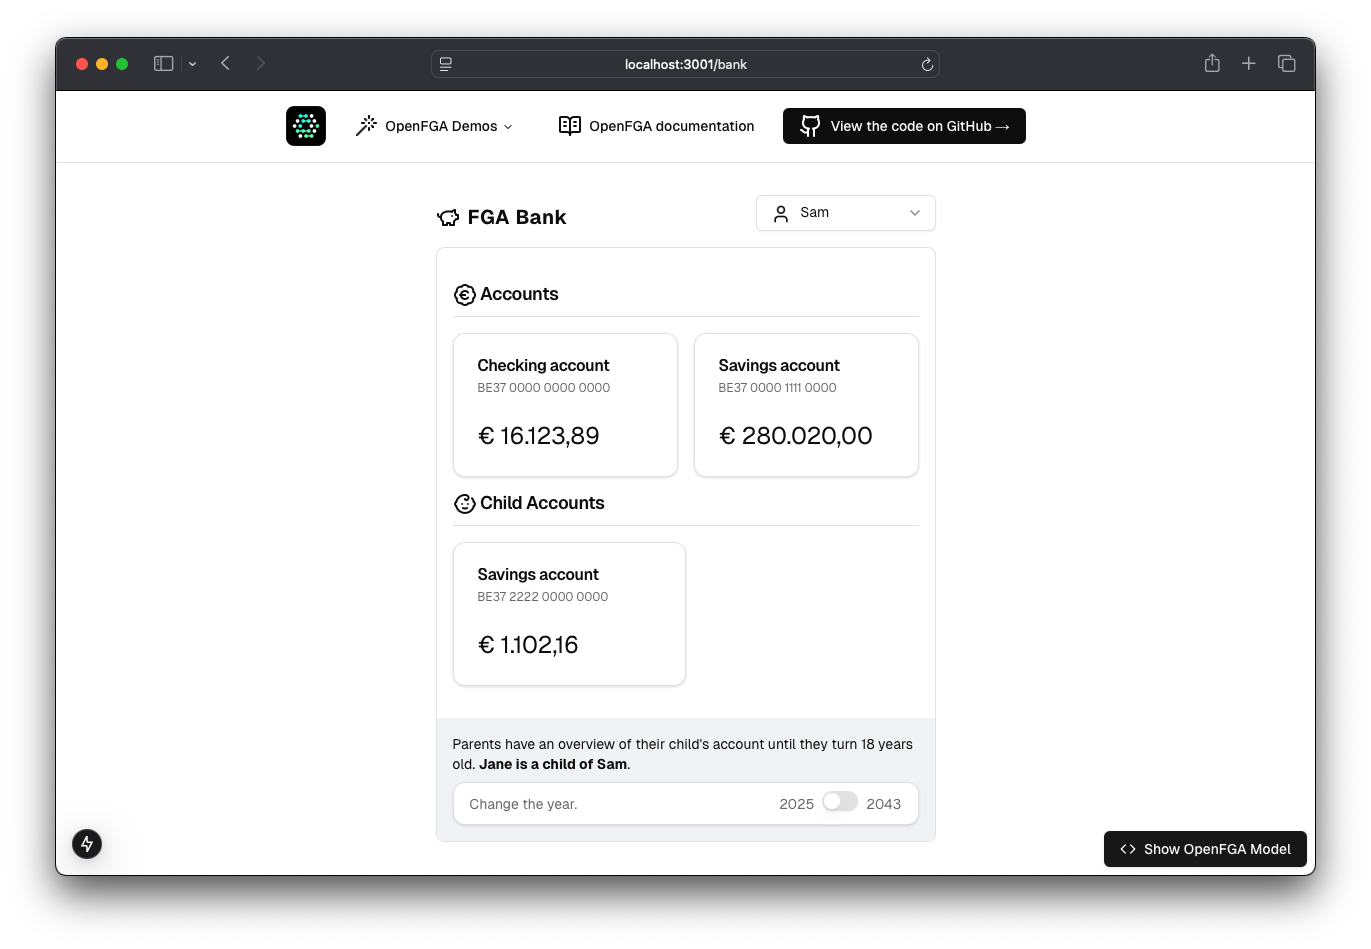 localhost:3001/bank
OpenFGA Demos
OpenFGA documentation
View the code on GitHub →
FGA Bank
Sam
Accounts
Checking account
BE37 0000 0000 0000
€ 16.123,89
Savings account
BE37 0000 1111 0000
€ 280.020,00
Child Accounts
Savings account
BE37 2222 0000 0000
€ 1.102,16
Parents have an overview of their child's account until they turn 18 years
old. Jane is a child of Sam.
Change the year.
2025
2043
Show OpenFGA Model